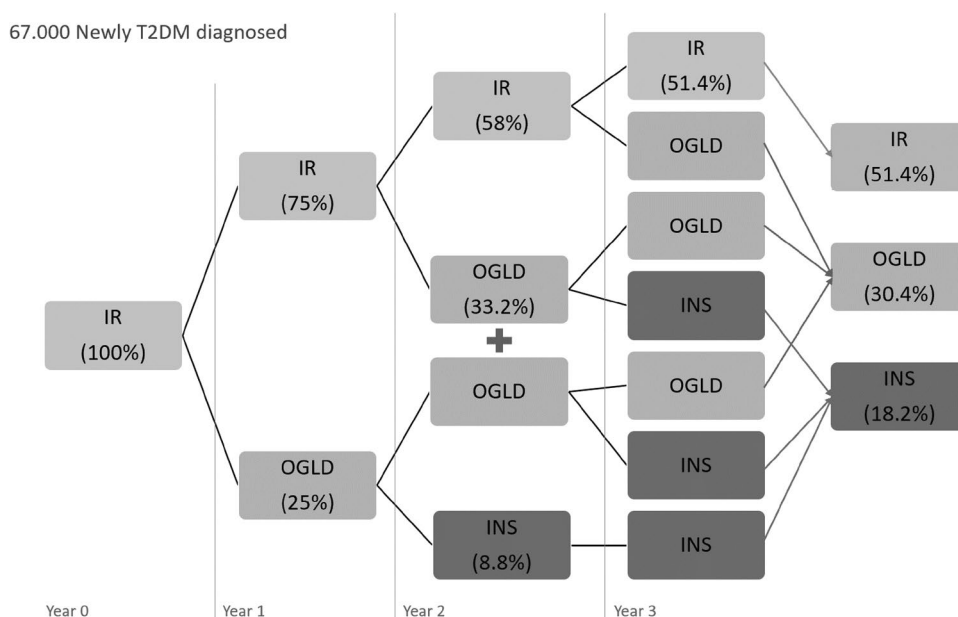 67.000 Newly T2DM diagnosed
IR
(100%)
IR
(75%)
OGLD
(25%)
IR
(58%)
OGLD
(33.2%)
+
OGLD
INS
(8.8%)
IR
(51.4%)
OGLD
OGLD
INS
OGLD
INS
INS
IR
(51.4%)
OGLD
(30.4%)
INS
(18.2%)
Year 0
Year 1
Year 2
Year 3